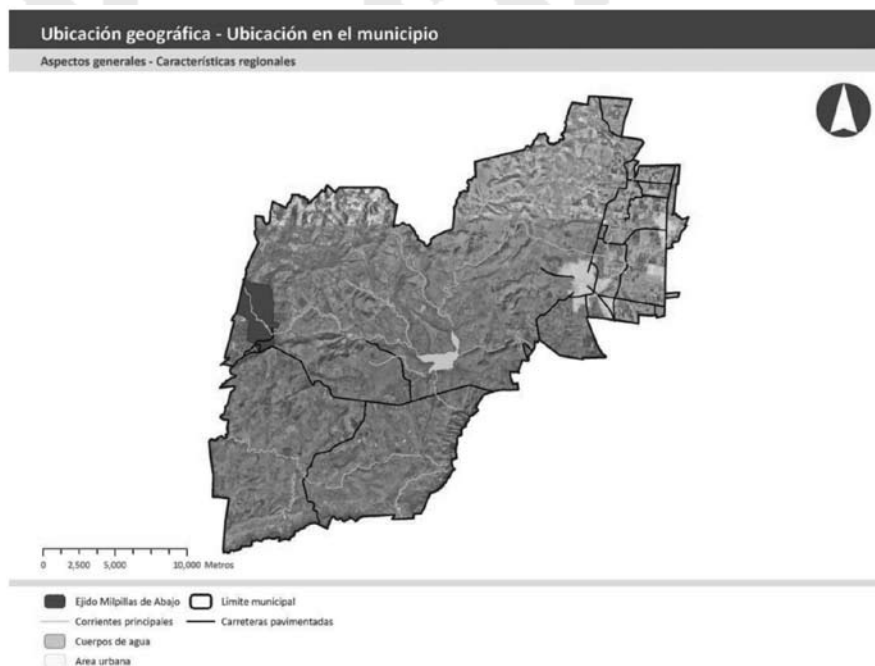 Ubicación geográfica - Ubicación en el municipio
Aspectos generales - Características regionales
0 2,500 5,000 10,000 Metros
Ejido Milpillas de Abajo Limite municipal
Corrientes principales Carreteras pavimentadas
Cuerpos de agua
Area urbana